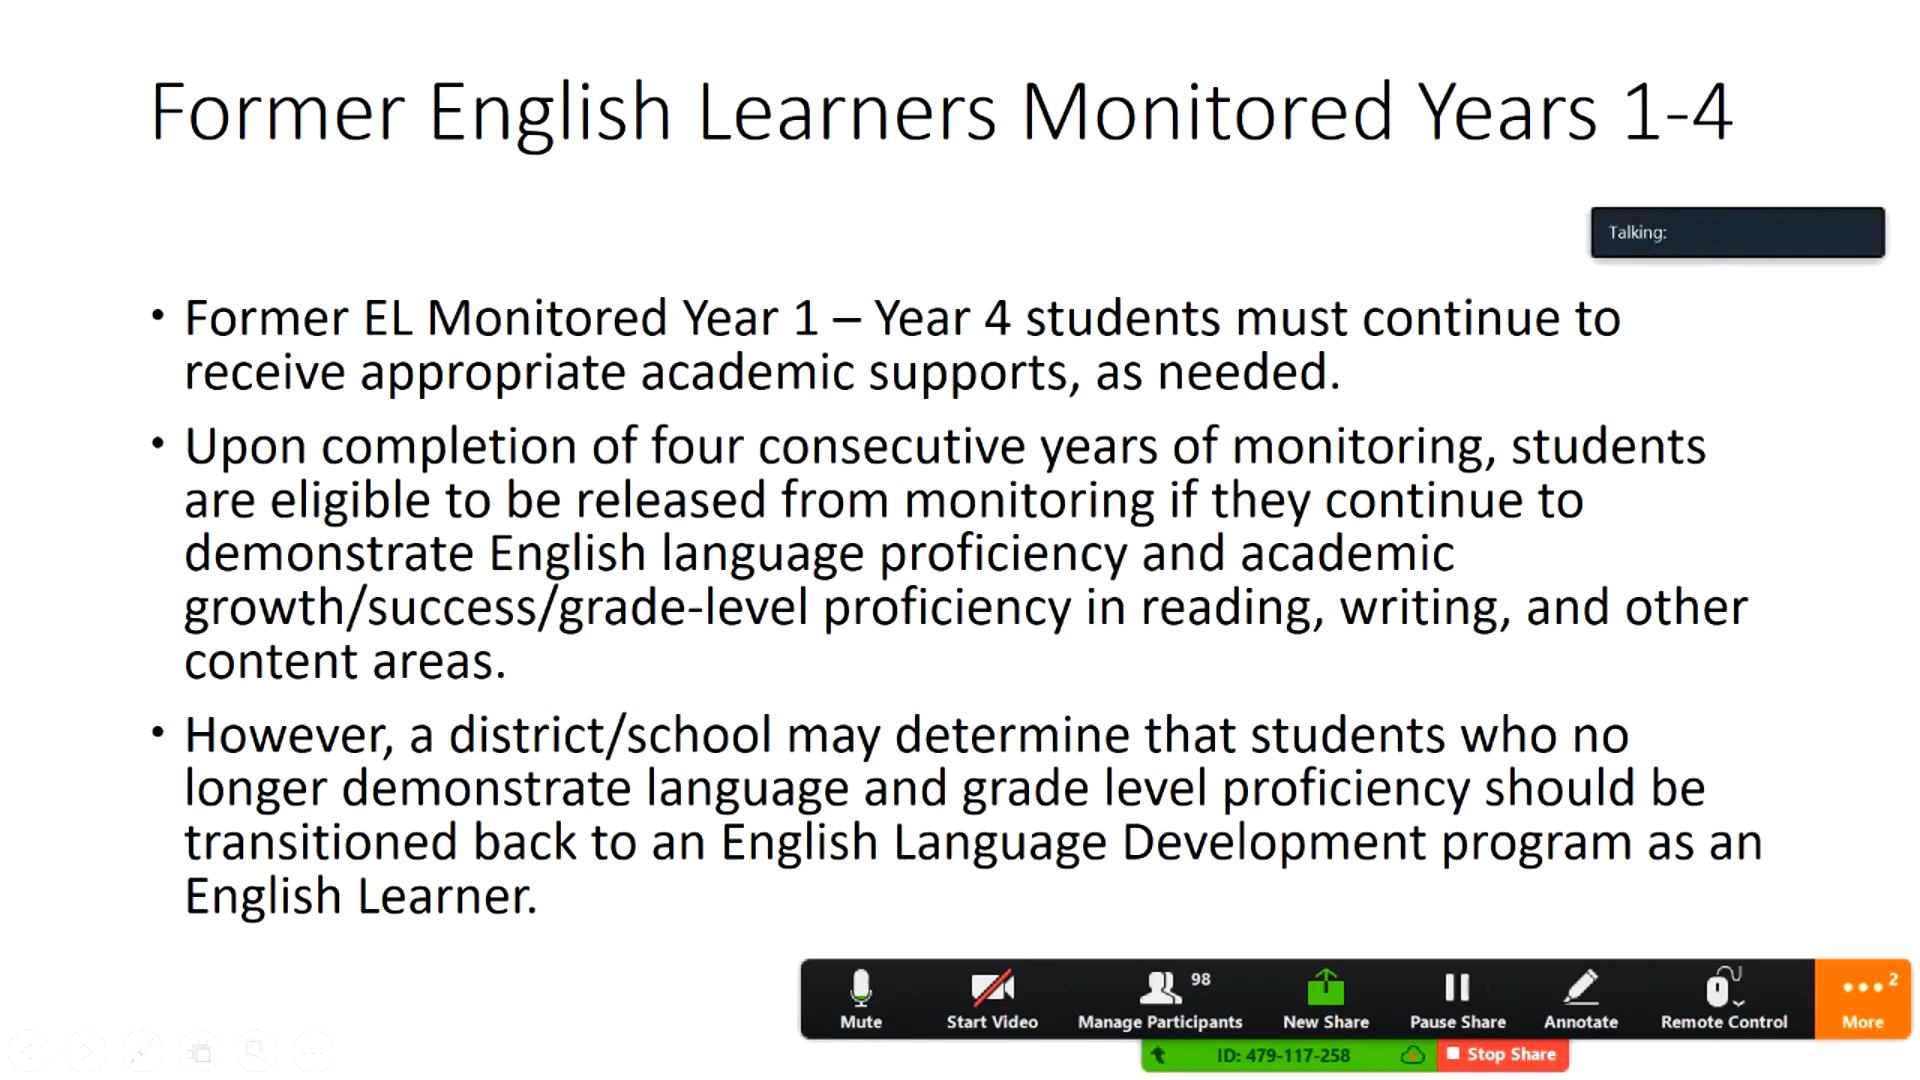 Former English Learners Monitored Years 1-4
Talking:
• Former EL Monitored Year 1 – Year 4 students must continue to
receive appropriate academic supports, as needed.
• Upon completion of four consecutive years of monitoring, students
are eligible to be released from monitoring if they continue to
demonstrate English language proficiency and academic
growth/success/grade-level proficiency in reading, writing, and other
content areas.
• However, a district/school may determine that students who no
longer demonstrate language and grade level proficiency should be
transitioned back to an English Language Development program as an
English Learner.
98
2
Mute
Start Video
Manage Participants
New Share
Pause Share
Annotate
Remote Control
More
ID: 479-117-258
Stop Share